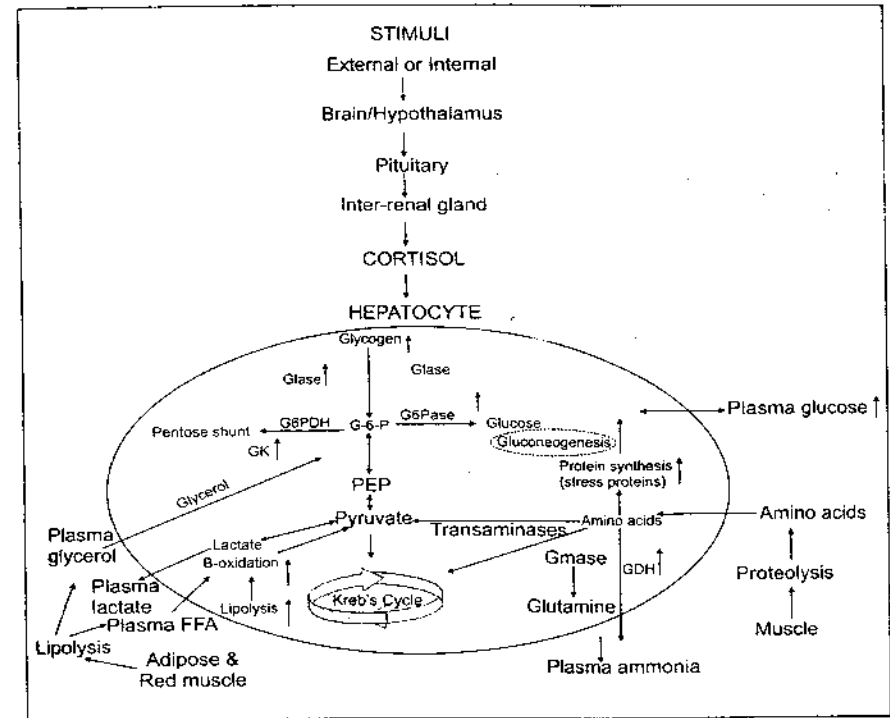 STIMULI
External or Internal
Brain/Hypothalamus
Pituitary
Inter-renal gland
CORTISOL
HEPATOCYTE
Glycogen
Glase
Glase
Pentose shunt
G6PDH
G-6-P
G6Pase
Glucose
Gluconeogenesis
Plasma glucose
GK
Protein synthesis
(stress proteins)
PEP
Glycerol
Pyruvate
Transaminases
Amino acids
Amino acids
Plasma
glycerol
Lactate
B-oxidation
Gmase
GDH
Proteolysis
Plasma
lactate
Lipolysis
Kreb's Cycle
Glutamine
Plasma FFA
Muscle
Lipolysis
Adipose &
Red muscle
Plasma ammonia